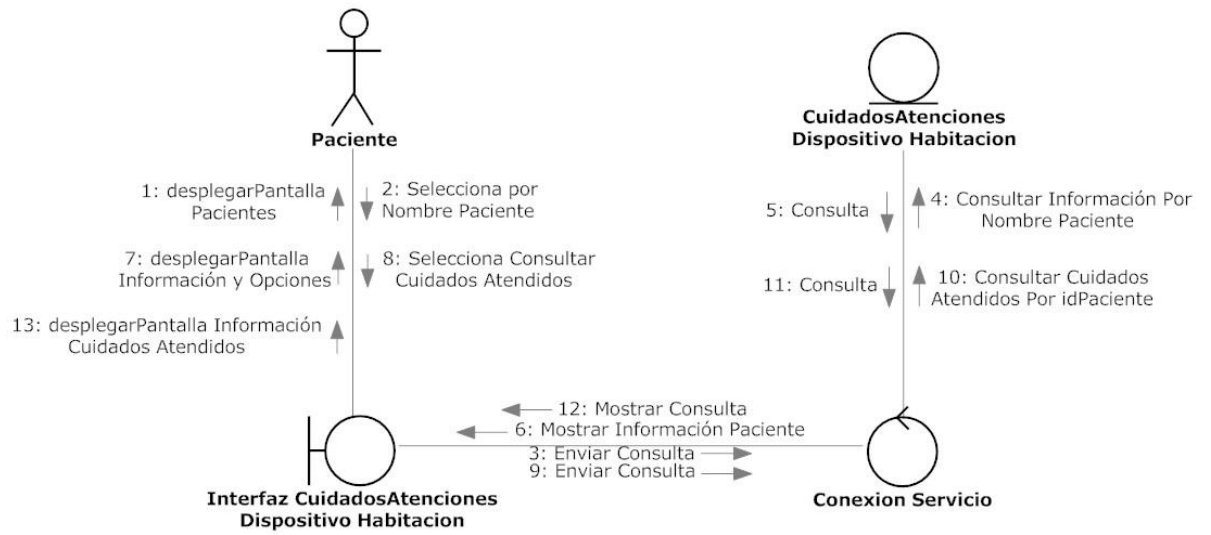 Paciente
CuidadosAtenciones
Dispositivo Habitacion
1: desplegarPantalla
Pacientes
2: Selecciona por
Nombre Paciente
5: Consulta
4: Consultar Información Por
Nombre Paciente
7: desplegarPantalla
Información y Opciones
8: Selecciona Consultar
Cuidados Atendidos
11: Consulta
10: Consultar Cuidados
Atendidos Por idPaciente
13: desplegarPantalla Información
Cuidados Atendidos
12: Mostrar Consulta
6: Mostrar Información Paciente
3: Enviar Consulta
9: Enviar Consulta
Interfaz CuidadosAtenciones
Dispositivo Habitacion
Conexion Servicio